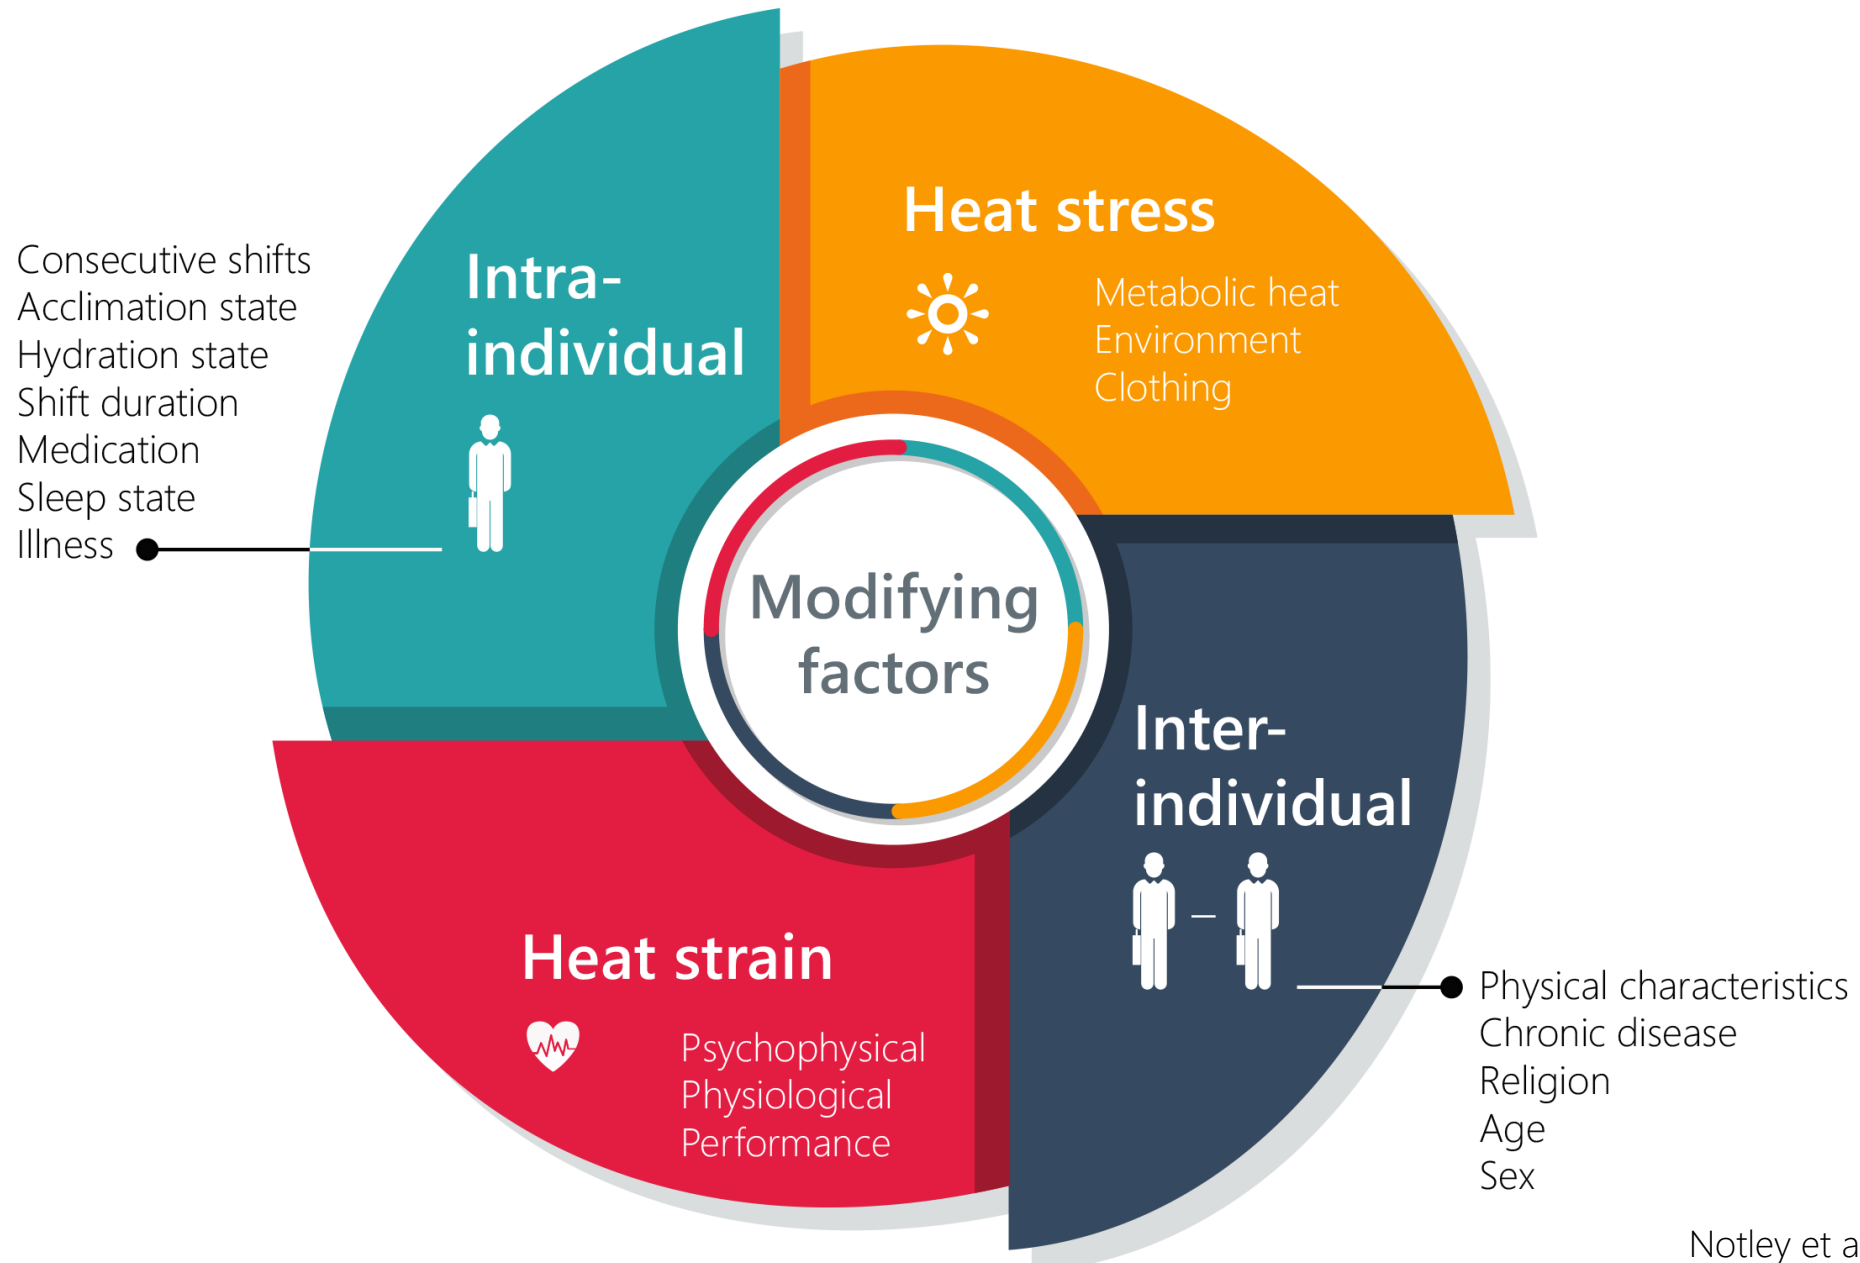 Heat stress
Metabolic heat
Environment
Clothing
Intra-
individual
Consecutive shifts
Acclimation state
Hydration state
Shift duration
Medication
Sleep state
Illness
Modifying
factors
Inter-
individual
Physical characteristics
Chronic disease
Religion
Age
Sex
Heat strain
Psychophysical
Physiological
Performance
Notley et a